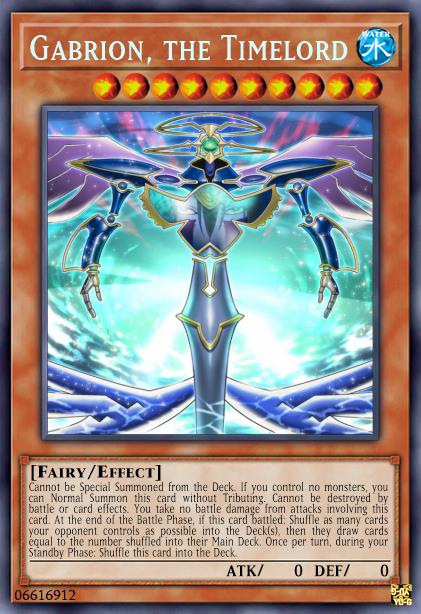 GABRION, THE TIMELORD
WATER
水
[FAIRY/EFFECT]
Cannot be Special Summoned from the Deck. If you control no monsters, you
can Normal Summon this card without Tributing. Cannot be destroyed by
battle or card effects. You take no battle damage from attacks involving this
card. At the end of the Battle Phase, if this card battled: Shuffle as many cards
your opponent controls as possible into the Deck(s), then they draw cards
equal to the number shuffled into their Main Deck. Once per turn, during your
Standby Phase: Shuffle this card into the Deck.
ATK/ 0 DEF/ 0
06616912